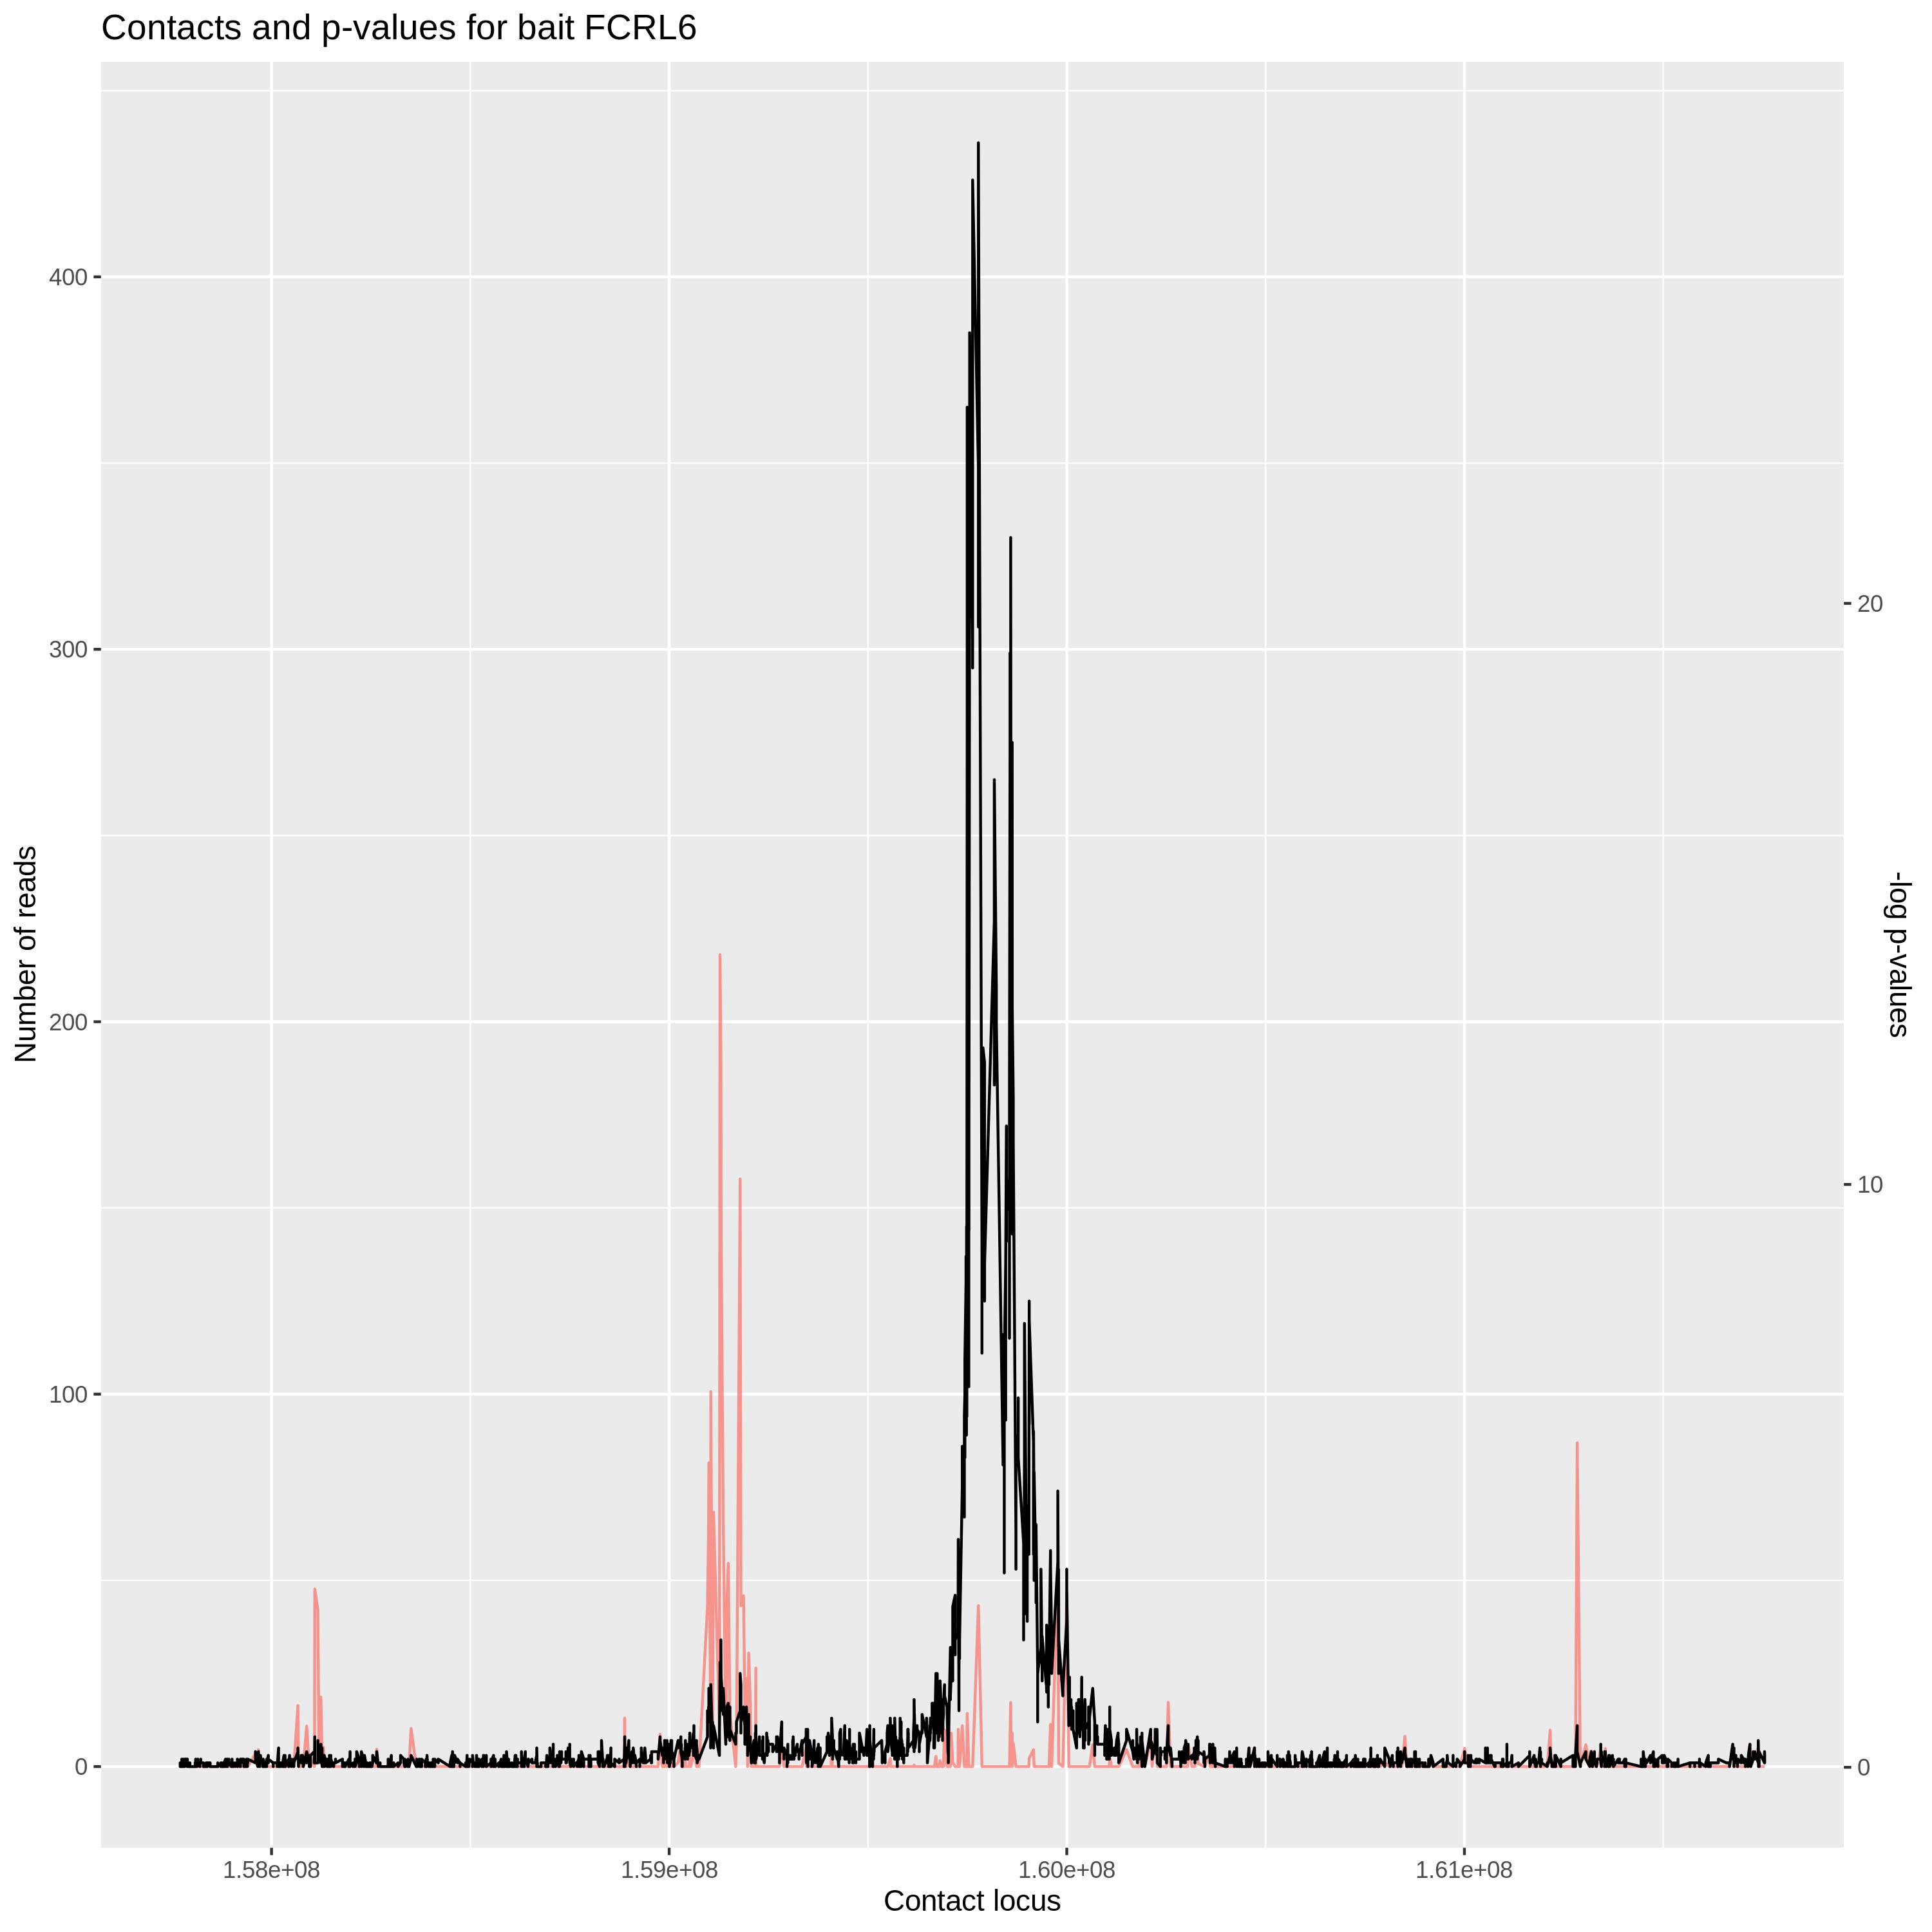 Contacts and p-values for bait FCRL6
400
300
200
100
0
Number of reads
20
10
0
-log p-values
1.58e+08 1.59e+08 1.60e+08 1.61e+08
Contact locus